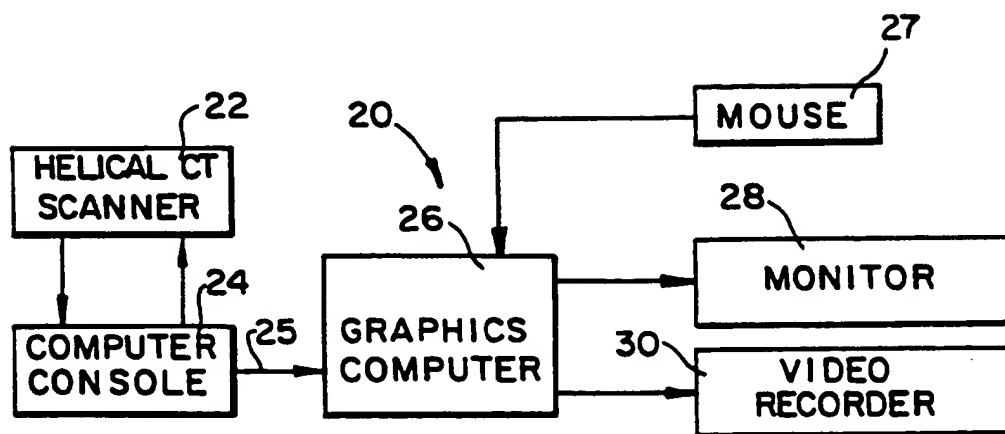 27
MOUSE
20
22
HELICAL CT
SCANNER
26
28
MONITOR
24
COMPUTER
CONSOLE
25
GRAPHICS
COMPUTER
30
VIDEO
RECORDER